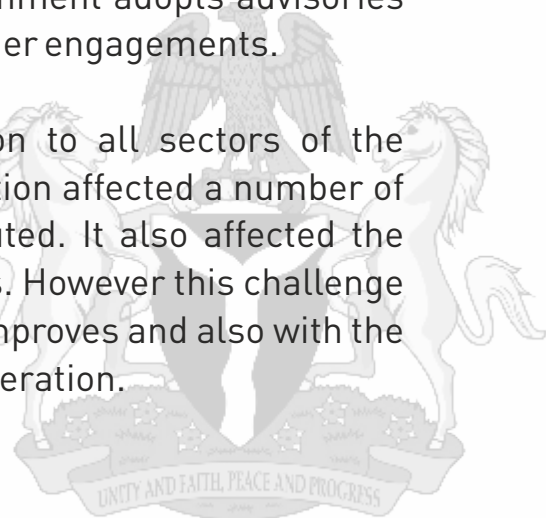 nment adopts advisories
er engagements.
on to all sectors of the
tion affected a number of
uted. It also affected the
s. However this challenge
mproves and also with the
eration.
UNITY AND FAITH, PEACE AND PROGRESS